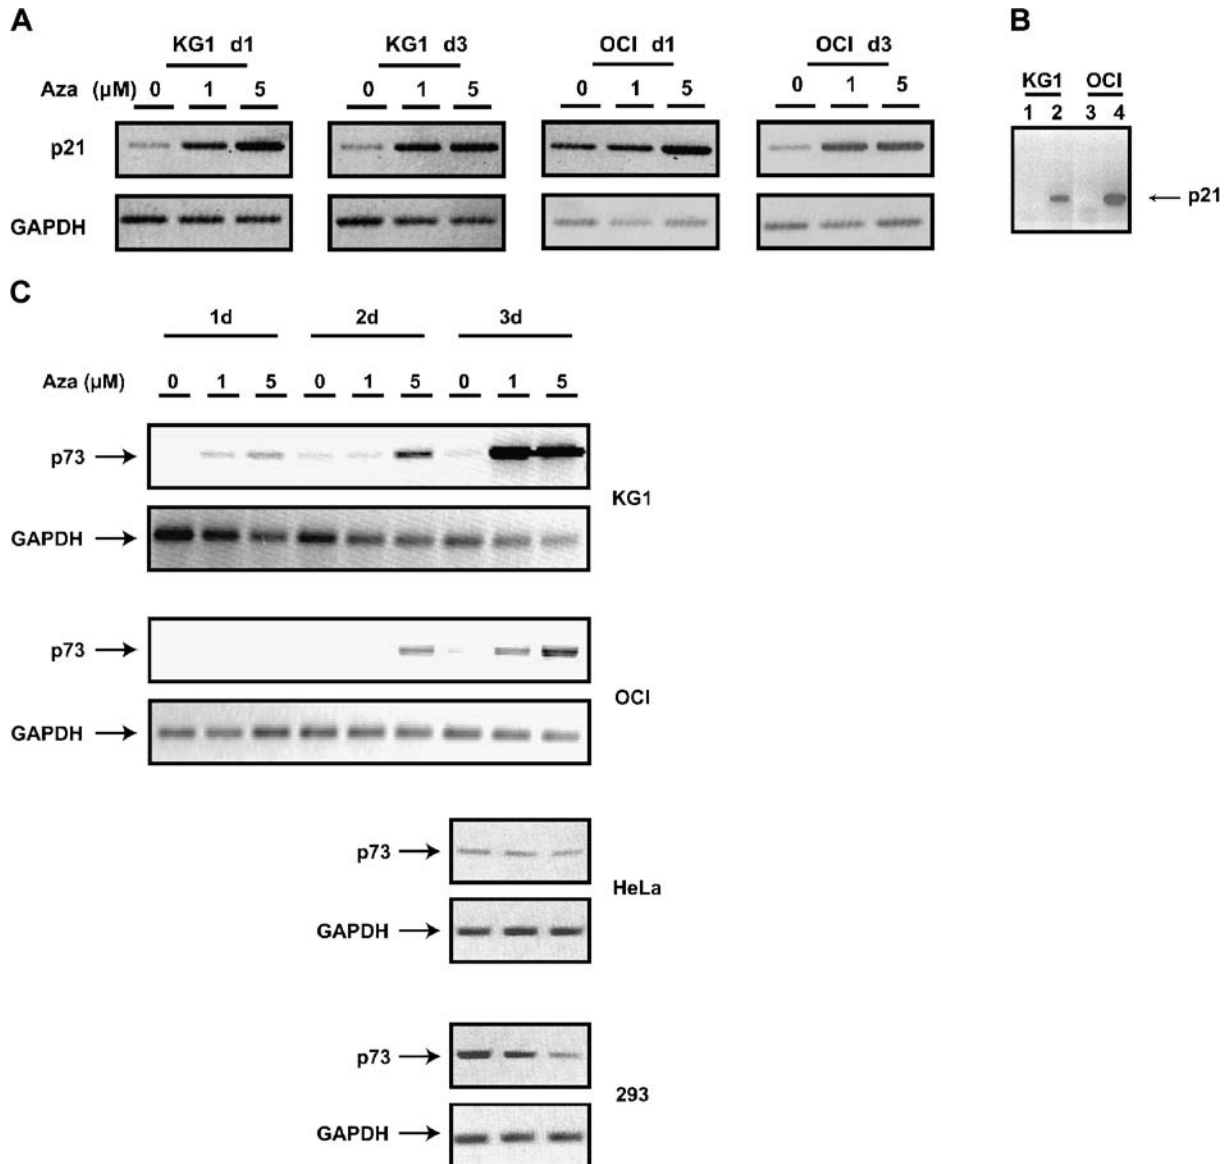 A
B
KG1 d1 KG1 d3 OCI d1 OCI d3
Aza (µM) 0 1 5 0 1 5 0 1 5 0 1 5
KG1 OCI
1 2 3 4
p21
p21
GAPDH
C
1d 2d 3d
Aza (µM) 0 1 5 0 1 5 0 1 5
p73
KG1
GAPDH
p73
OCI
GAPDH
p73
HeLa
GAPDH
p73
293
GAPDH